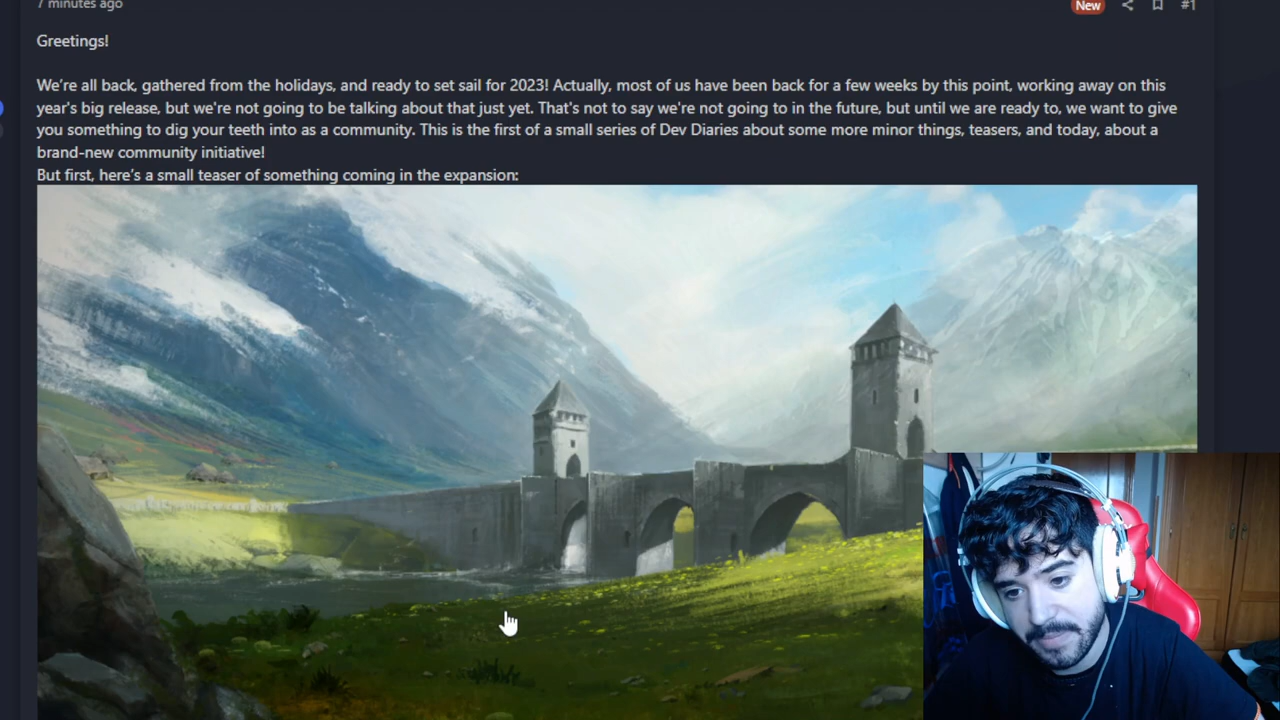 7 minutes ago
New
#1
Greetings!
We're all back, gathered from the holidays, and ready to set sail for 2023! Actually, most of us have been back for a few weeks by this point, working away on this
year's big release, but we're not going to be talking about that just yet. That's not to say we're not going to in the future, but until we are ready to, we want to give
you something to dig your teeth into as a community. This is the first of a small series of Dev Diaries about some more minor things, teasers, and today, about a
brand-new community initiative!
But first, here's a small teaser of something coming in the expansion: